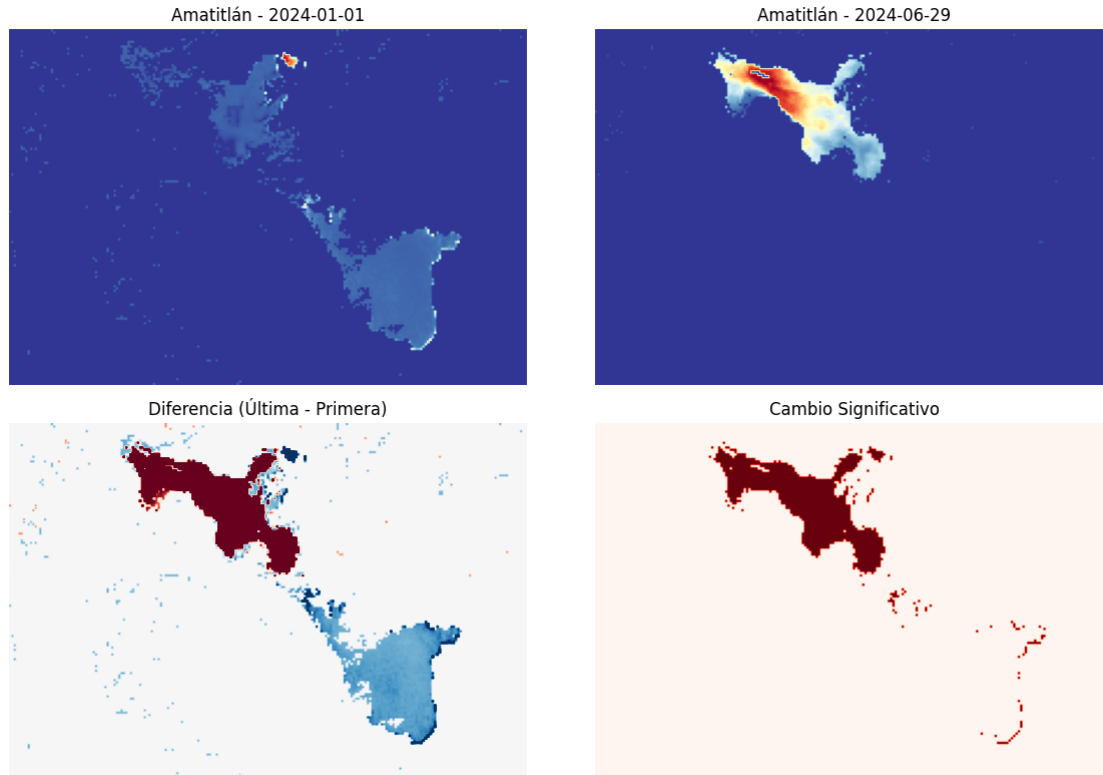 Amatitlán - 2024-01-01
Amatitlán - 2024-06-29
Diferencia (Última - Primera)
Cambio Significativo